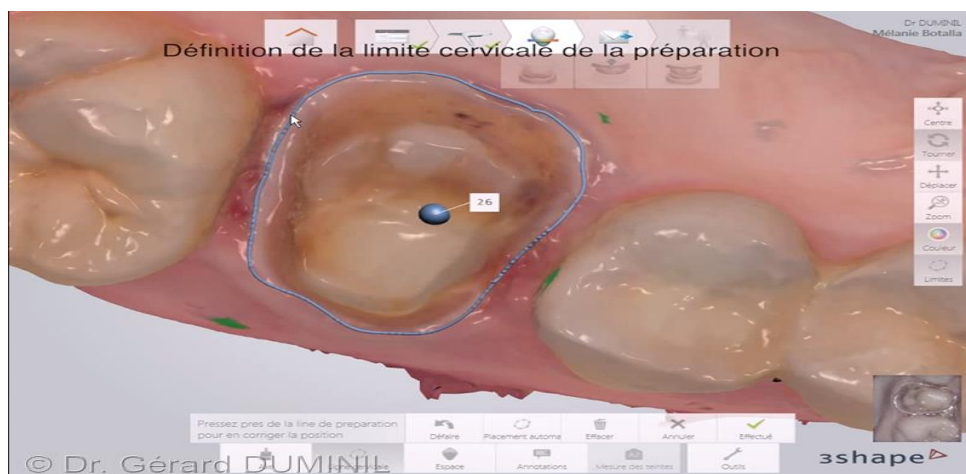 Dr DUMINIL
Mélanie Botalla
Définition de la limite cervicale de la préparation
Centre
Tourner
Déplacer
Zoom
Couleur
Limites
26
Pressez pres de la line de preparation
pour en corriger la position
Défaire
Placement automa
Effacer
Annuler
Effectué
Espace
Annotations
Mesure des teintes
Outils
© Dr. Gérard DUMINIL
3shape